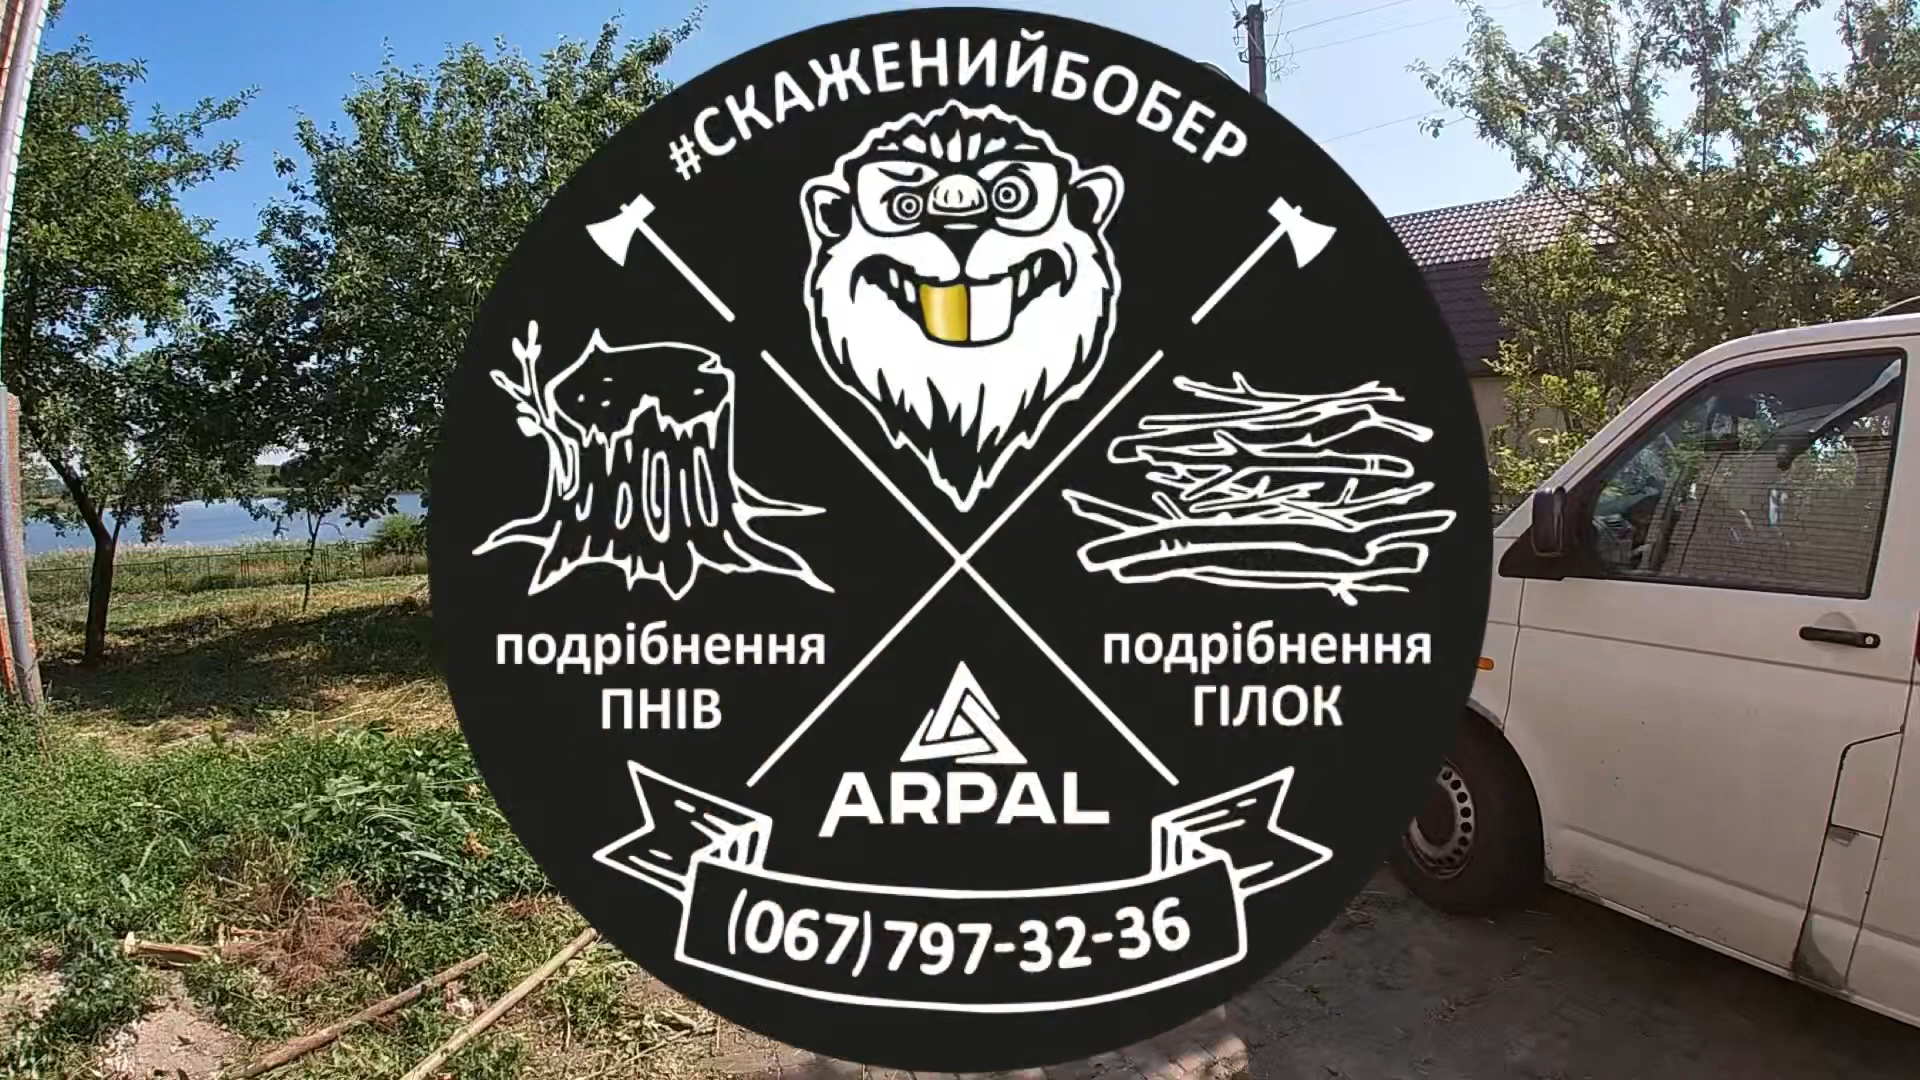 #СКАЖЕНИЙБОБЕР
подрібнення
ПНІВ
подрібнення
ГІЛОК
ARPAL
(067) 797-32-36